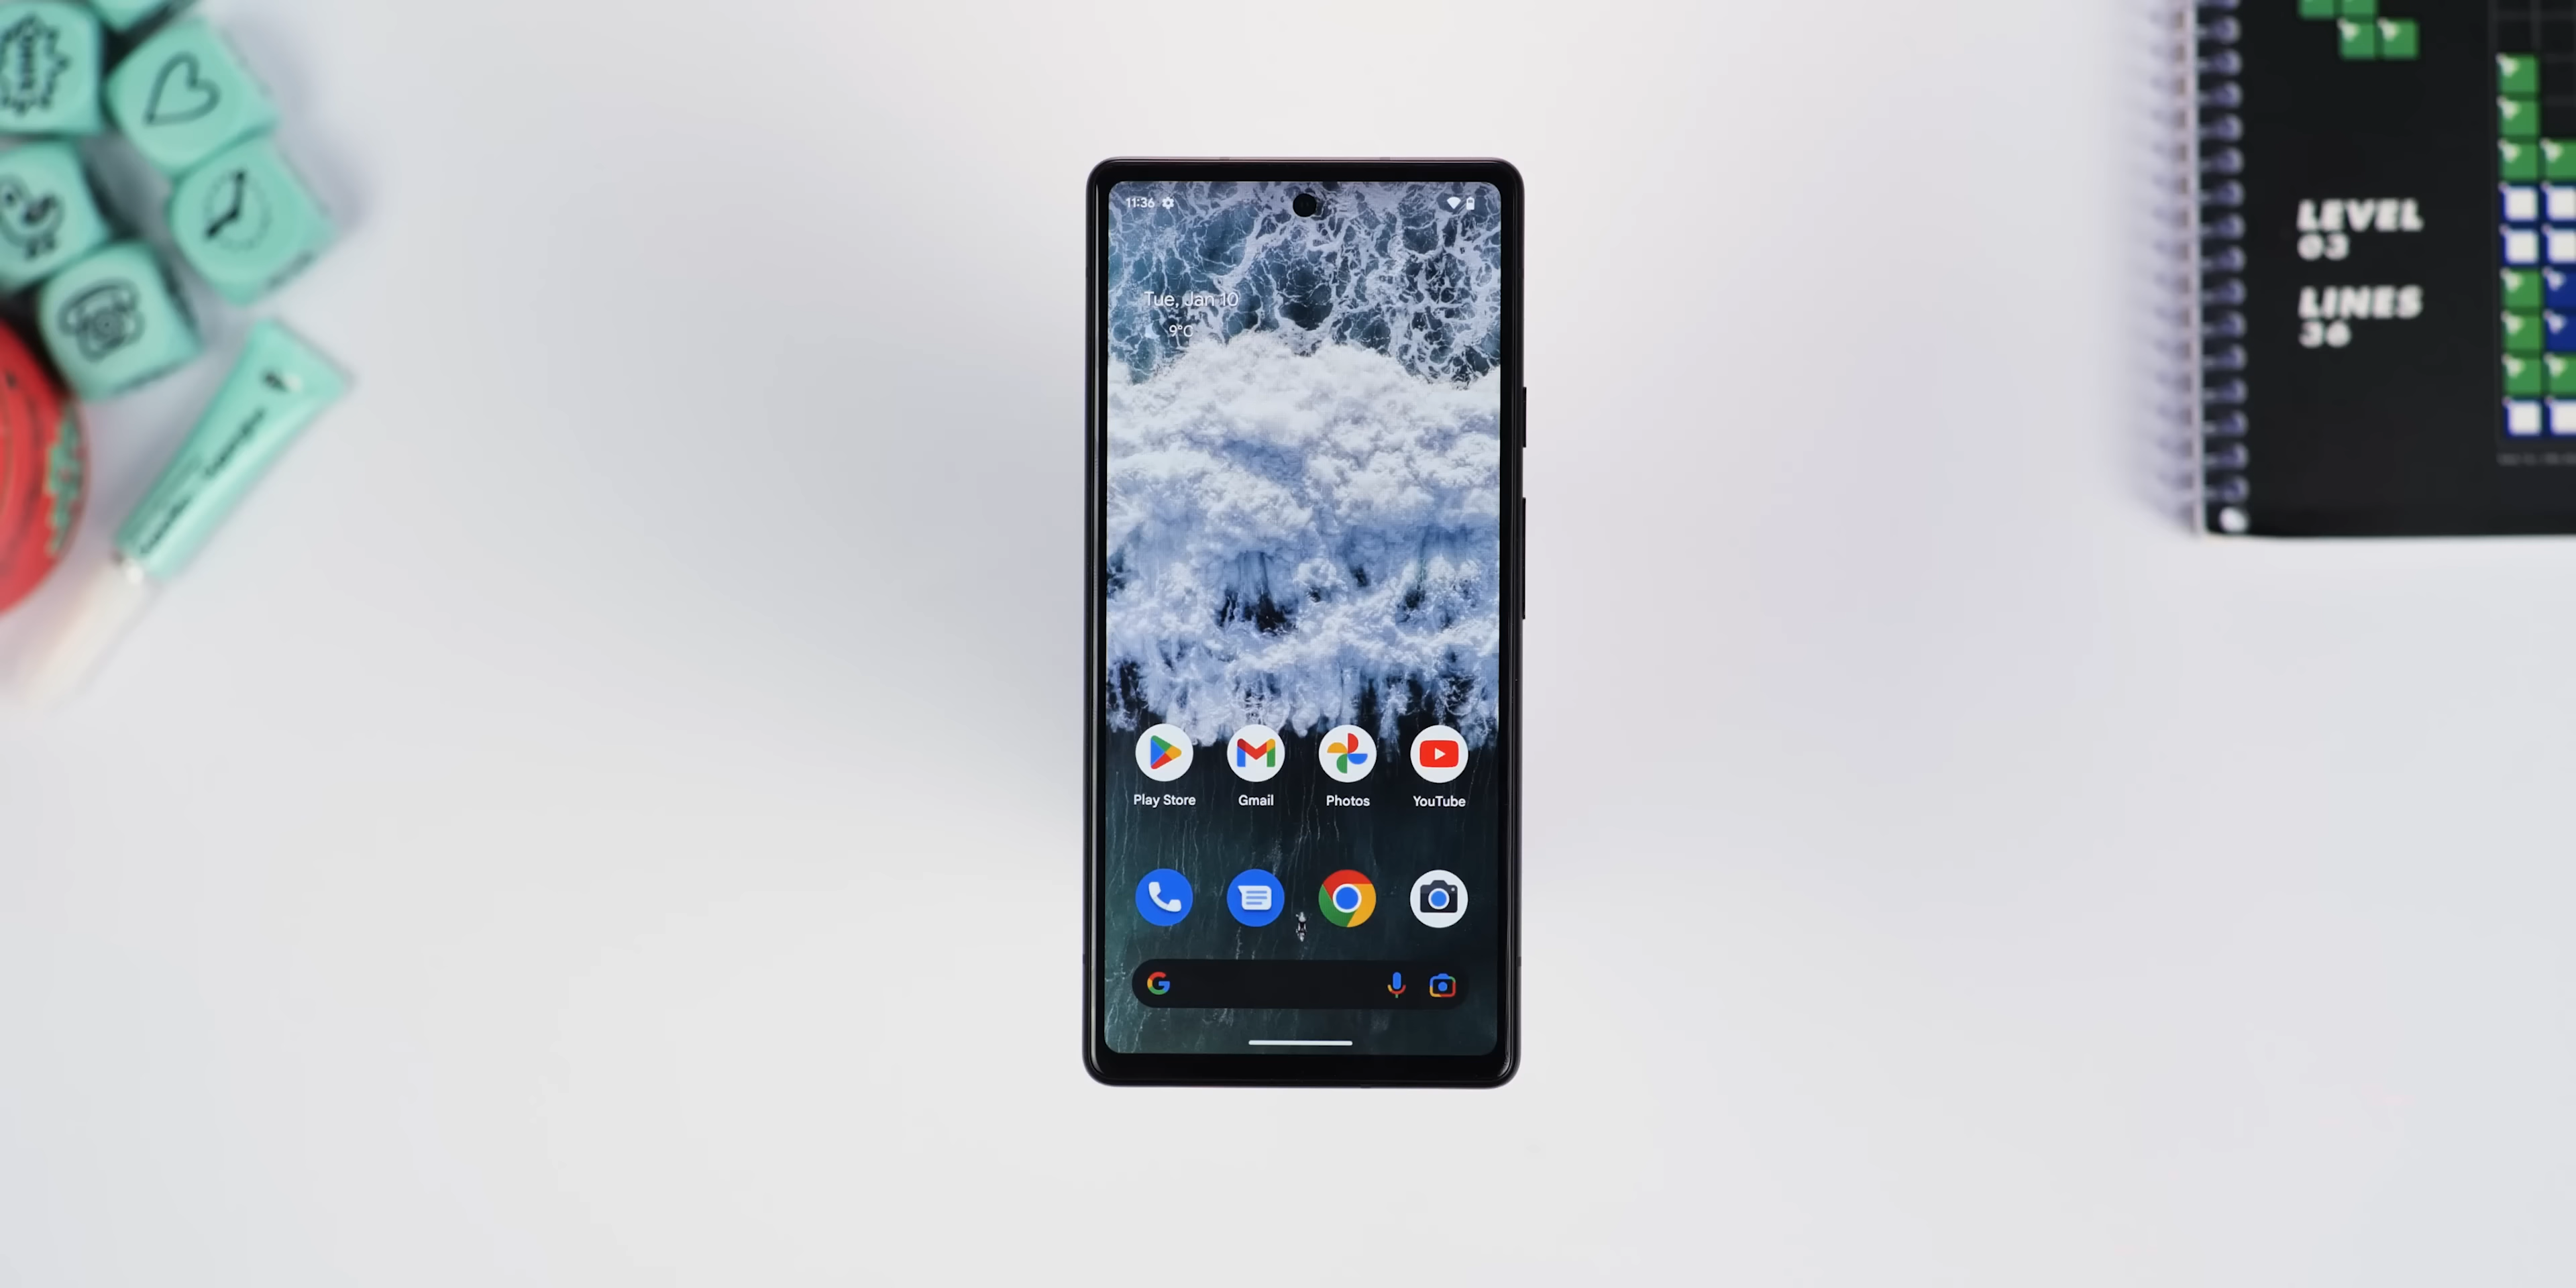 11:36
Tue, Jan 10
9°C
Play Store Gmail Photos YouTube
LEVEL
03
LINES
36